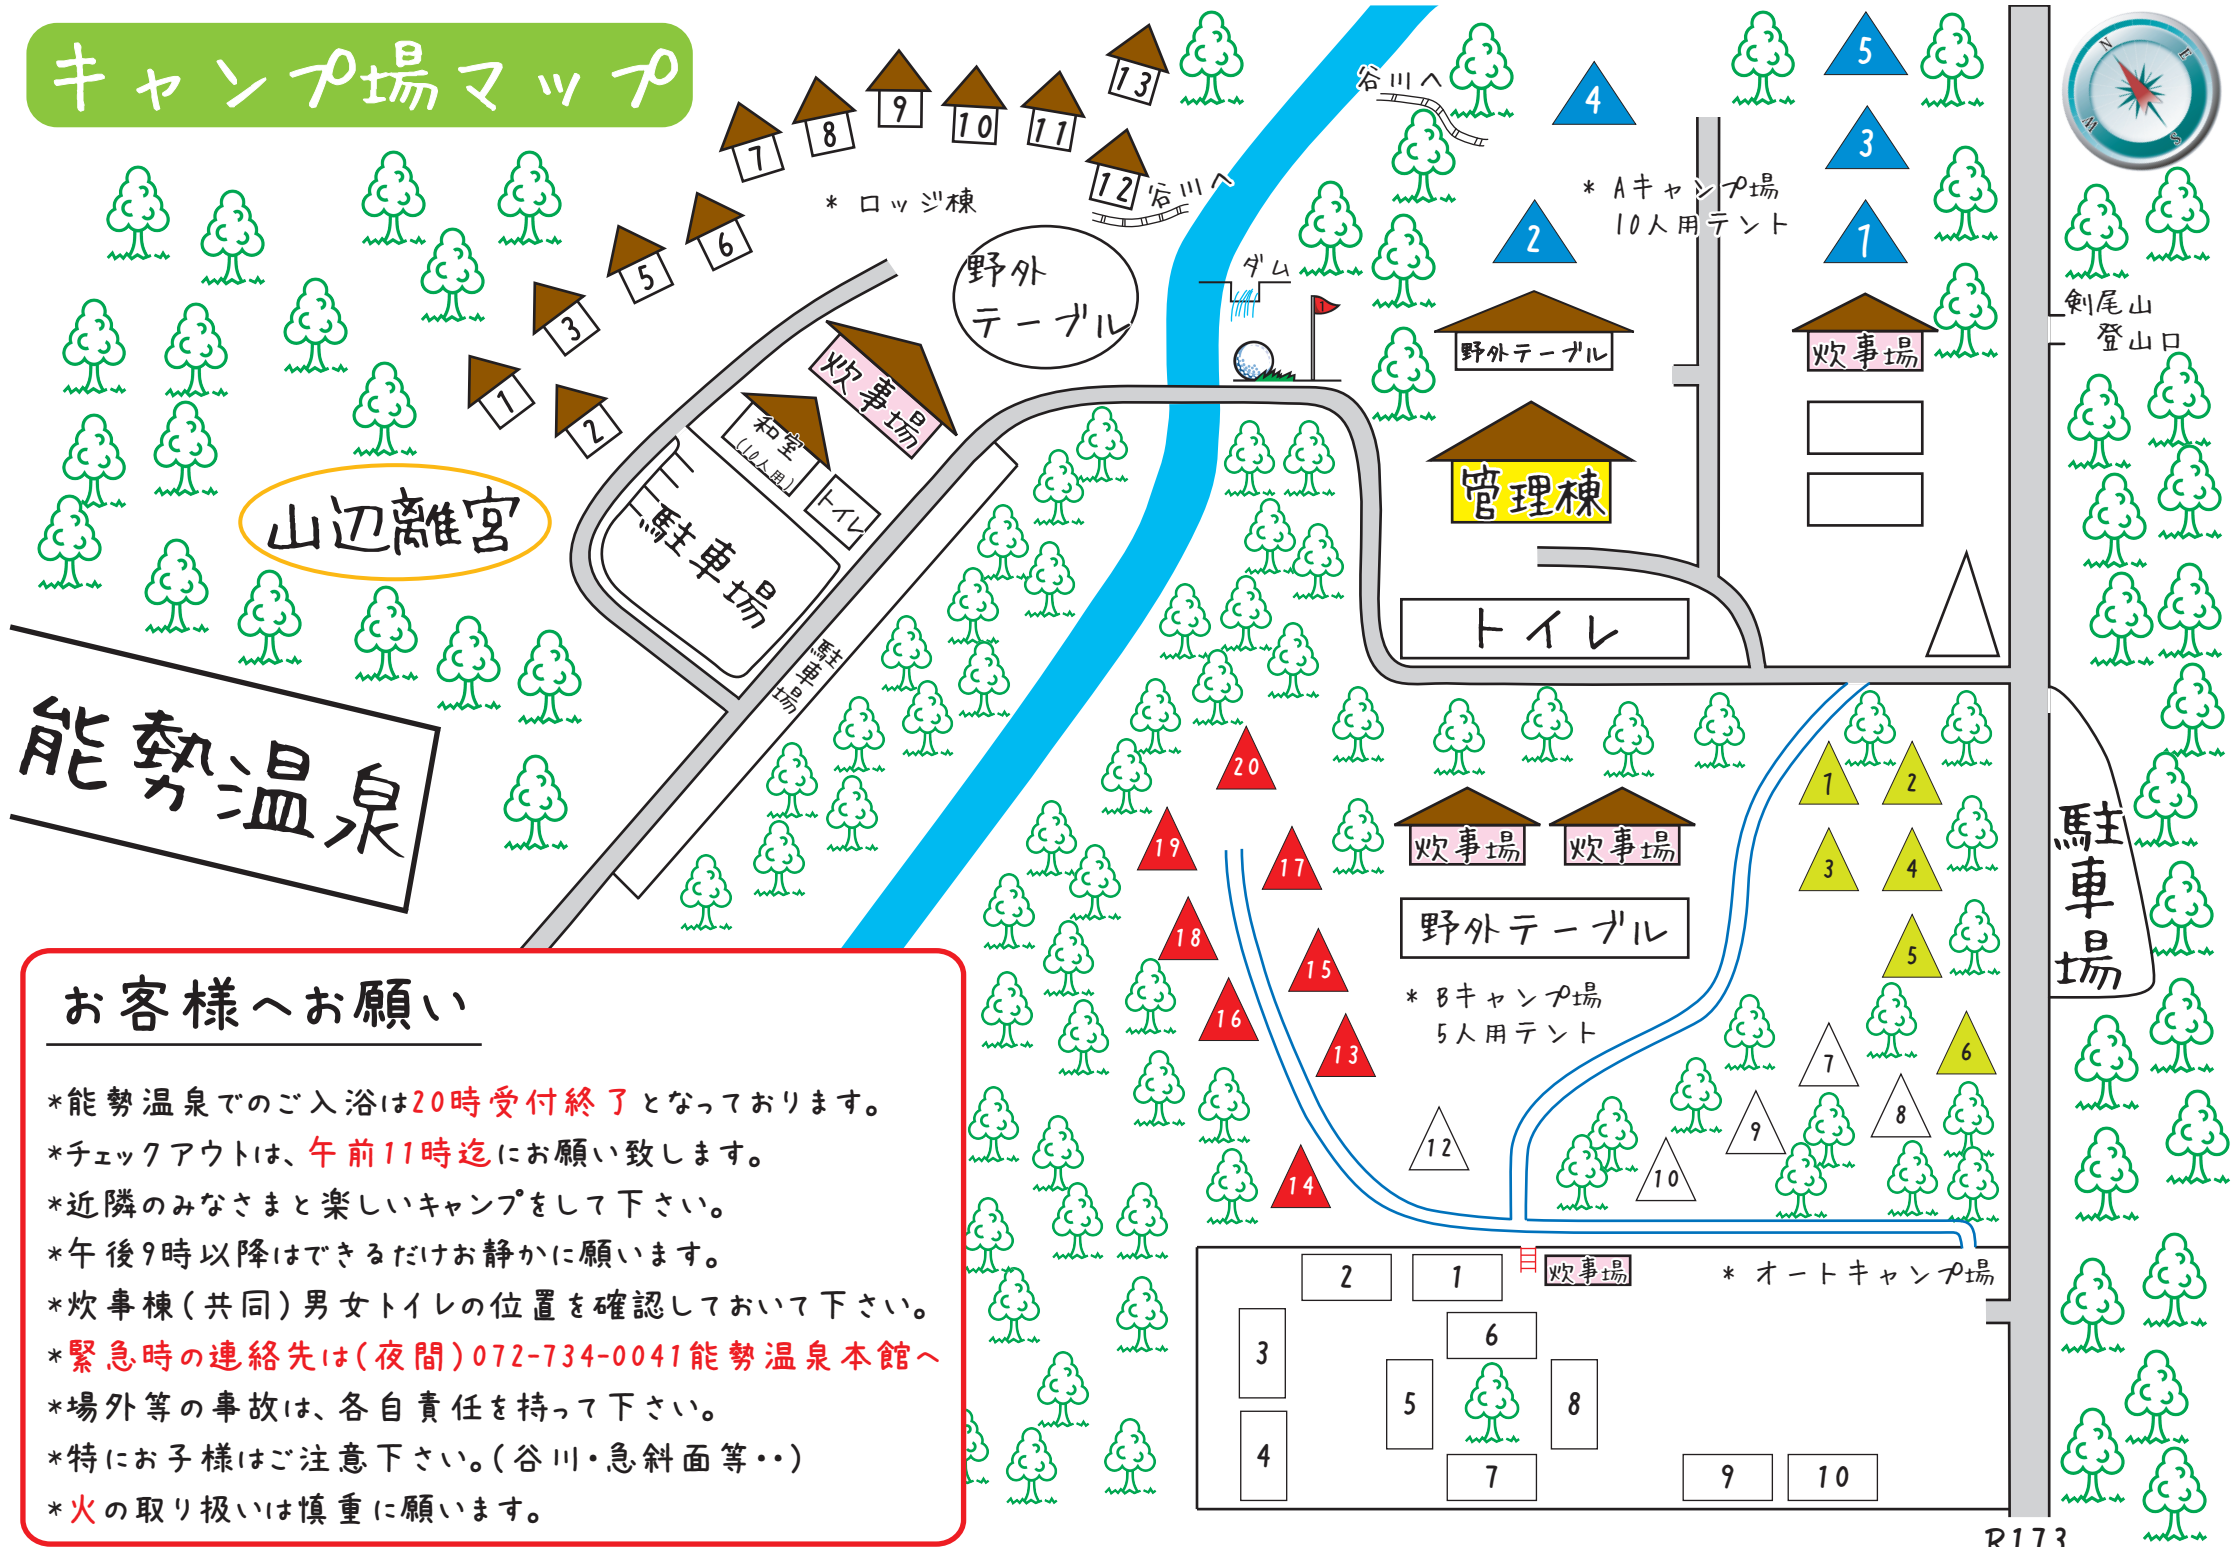 キャンプ場マップ
7
8
9
10
11
13
12
谷川へ
* ロッジ棟
6
5
3
1
2
野外
テーブル
炊事場
和室
(10人用)
トイレ
駐車場
駐車場
山辺離宮
能勢温泉
谷川へ
ダム
1
4
5
3
* Aキャンプ場
10人用テント
2
1
N
E
S
W
剣尾山
登山口
野外テーブル
炊事場
管理棟
トイレ
駐車場
20
19
17
18
15
16
13
14
12
炊事場
炊事場
野外テーブル
* Bキャンプ場
5人用テント
1
2
3
4
5
6
7
8
9
10
2
1
炊事場
* オートキャンプ場
3
6
5
8
4
7
9
10
R173
お客様へお願い
*能勢温泉でのご入浴は20時受付終了となっております。
*チェックアウトは、午前11時迄にお願い致します。
*近隣のみなさまと楽しいキャンプをして下さい。
*午後9時以降はできるだけお静かに願います。
*炊事棟(共同)男女トイレの位置を確認しておいて下さい。
*緊急時の連絡先は(夜間)072-734-0041能勢温泉本館へ
*場外等の事故は、各自責任を持って下さい。
*特にお子様はご注意下さい。(谷川・急斜面等・・)
*火の取り扱いは慎重に願います。